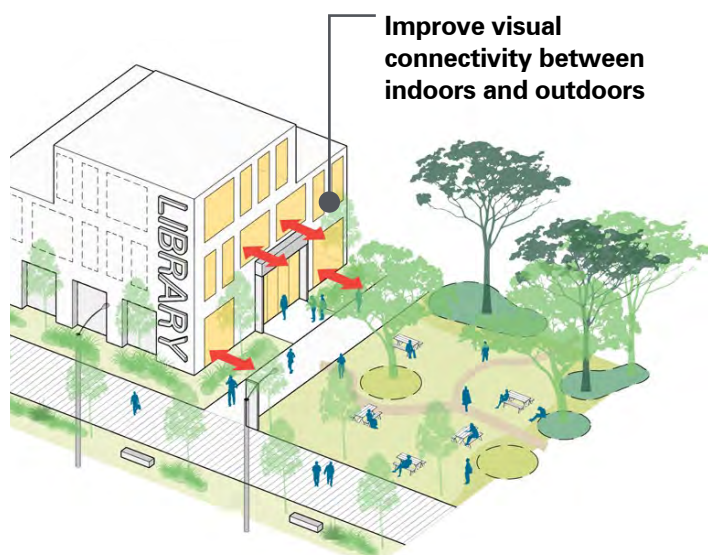 Improve visual
connectivity between
indoors and outdoors
LIBRARY